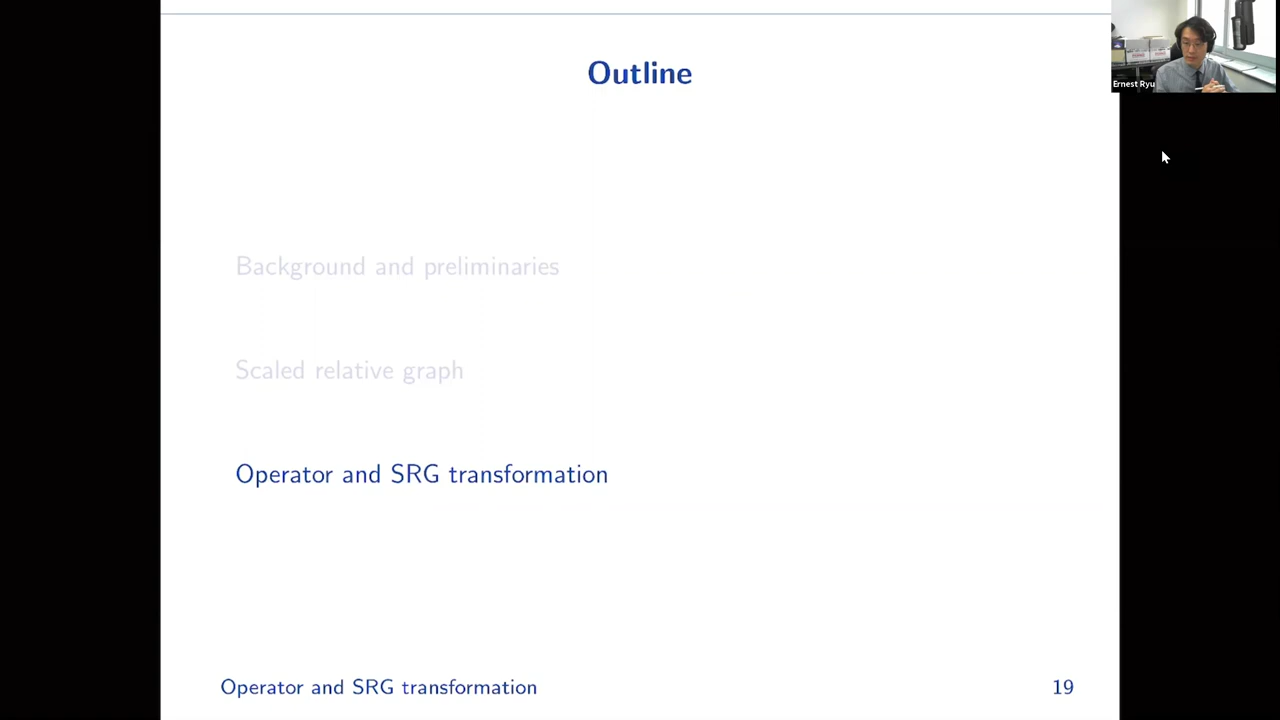 Outline
Ernest Ryu
Background and preliminaries
Scaled relative graph
Operator and SRG transformation
Operator and SRG transformation
19